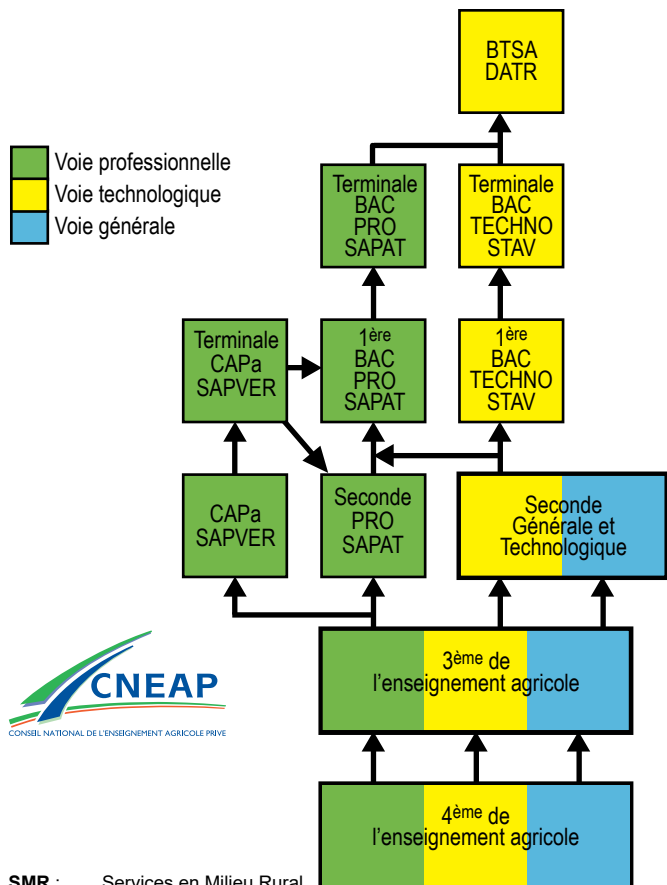 BTSA
DATR
Voie professionnelle
Voie technologique
Voie générale
Terminale
BAC
PRO
SAPAT
Terminale
BAC
TECHNO
STAV
Terminale
CAPa
SAPVER
1ère
BAC
PRO
SAPAT
1ère
BAC
TECHNO
STAV
CAPa
SAPVER
Seconde
PRO
SAPAT
Seconde
Générale et
Technologique
3ème de
l'enseignement agricole
CNEAP
CONSEIL NATIONAL DE L'ENSEIGNEMENT AGRICOLE PRIVE
4ème de
l'enseignement agricole
SMR : Services en Milieu Rural